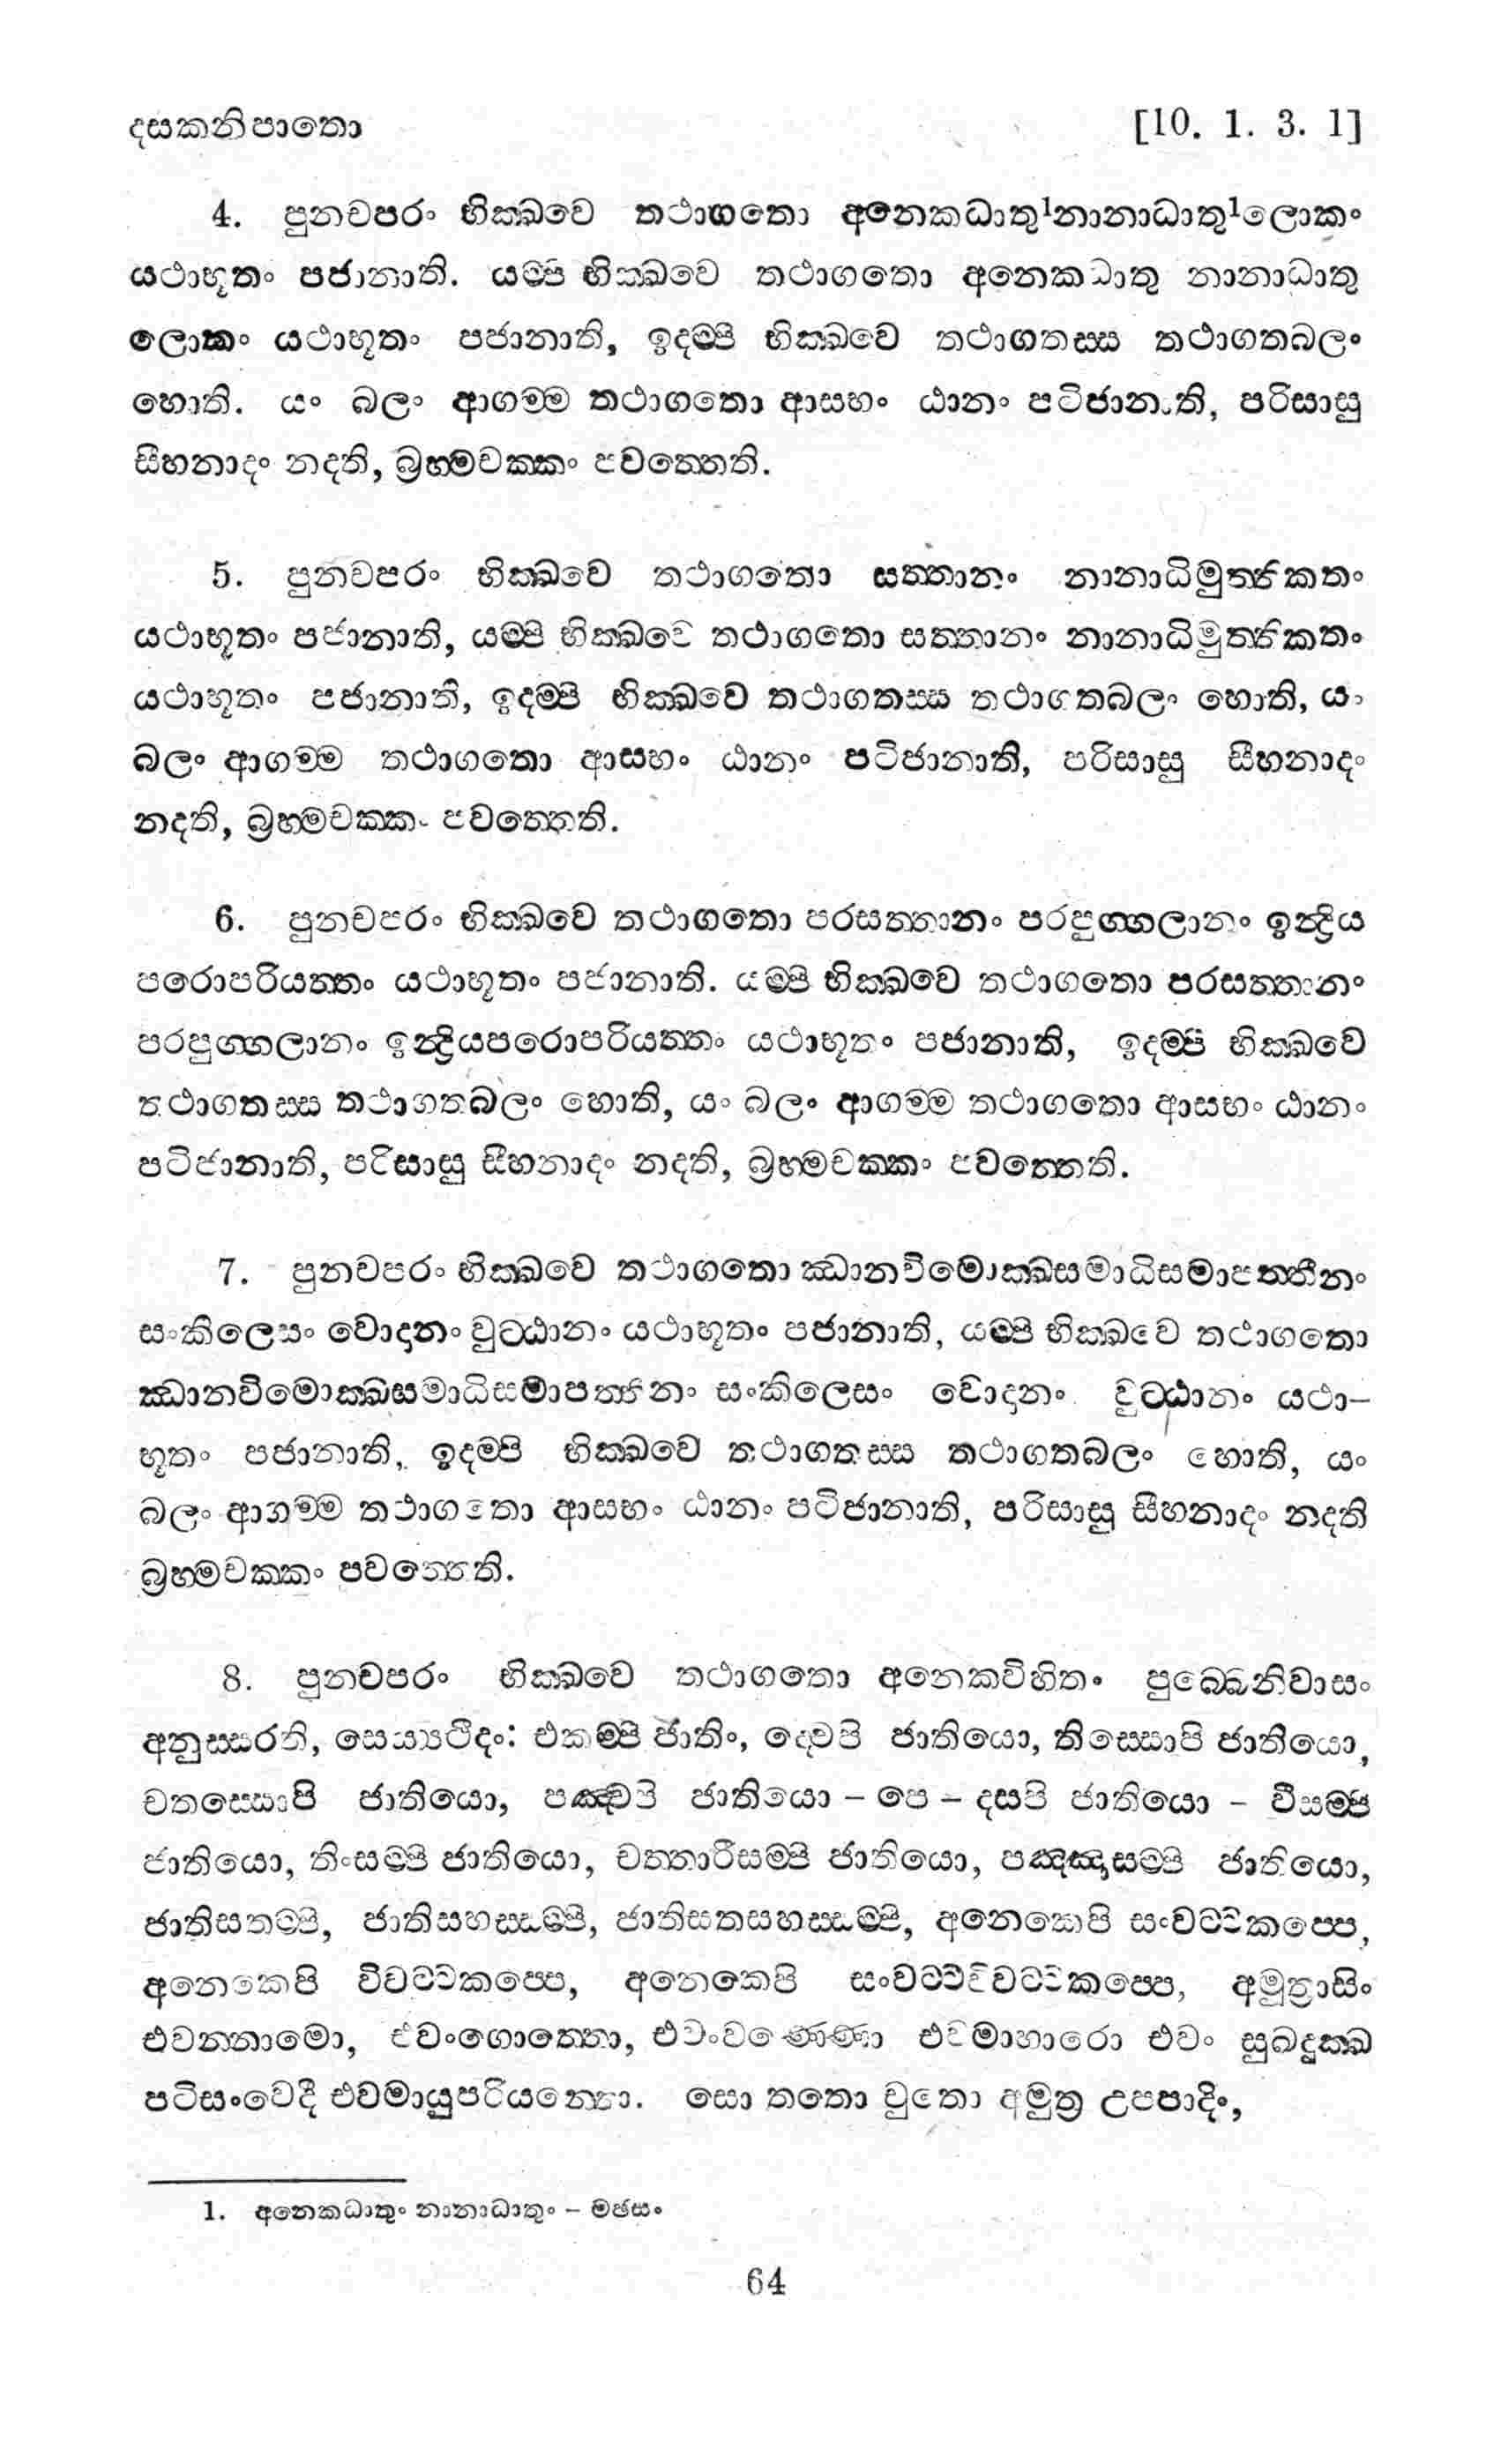 දසකනිපාතො [10. 1. 3. 1]
4. පුනචපරං භික්ඛවෙ තථාගතො අනෙකධාතු¹නානාධාතු¹ලොකං
යථාභූතං පජානාති. යම්පි භික්ඛවෙ තථාගතො අනෙකධාතු නානාධාතු
ලොකං යථාභූතං පජානාති, ඉදම්පි භික්ඛවෙ තථාගතස්ස තථාගතබලං
හොති. යං බලං ආගම්ම තථාගතො ආසභං ඨානං පටිජානාති, පරිසාසු
සීහනාදං නදති, බ්‍රහ්මචක්කං පවත්තෙති.
5. පුනචපරං භික්ඛවෙ තථාගතො සත්තානං නානාධිමුත්තිකතං
යථාභූතං පජානාති, යම්පි භික්ඛවෙ තථාගතො සත්තානං නානාධිමුත්තිකතං
යථාභූතං පජානාති, ඉදම්පි භික්ඛවෙ තථාගතස්ස තථාගතබලං හොති, යං
බලං ආගම්ම තථාගතො ආසභං ඨානං පටිජානාති, පරිසාසු සීහනාදං
නදති, බ්‍රහ්මචක්කං පවත්තෙති.
6. පුනචපරං භික්ඛවෙ තථාගතො පරසත්තානං පරපුග්ගලානං ඉන්ද්‍රිය
පරොපරියත්තං යථාභූතං පජානාති. යම්පි භික්ඛවෙ තථාගතො පරසත්තානං
පරපුග්ගලානං ඉන්ද්‍රියපරොපරියත්තං යථාභූතං පජානාති, ඉදම්පි භික්ඛවෙ
තථාගතස්ස තථාගතබලං හොති, යං බලං ආගම්ම තථාගතො ආසභං ඨානං
පටිජානාති, පරිසාසු සීහනාදං නදති, බ්‍රහ්මචක්කං පවත්තෙති.
7. පුනචපරං භික්ඛවෙ තථාගතො ඣානවිමොක්ඛසමාධිසමාපත්තීනං
සංකිලෙසං වොදානං වුට්ඨානං යථාභූතං පජානාති, යම්පි භික්ඛවෙ තථාගතො
ඣානවිමොක්ඛසමාධිසමාපත්තිනං සංකිලෙසං වොදානං වුට්ඨානං යථා–
භූතං පජානාති, ඉදම්පි භික්ඛවෙ තථාගතස්ස තථාගතබලං හොති, යං
බලං ආගම්ම තථාගතො ආසභං ඨානං පටිජානාති, පරිසාසු සීහනාදං නදති
බ්‍රහ්මචක්කං පවත්තෙති.
8. පුනචපරං භික්ඛවෙ තථාගතො අනෙකවිහිතං පුබ්බෙනිවාසං
අනුස්සරති, සෙය්‍යථීදං: එකම්පි ජාතිං, ද්වෙපි ජාතියො, තිස්සොපි ජාතියො,
චතස්සොපි ජාතියො, පඤ්චපි ජාතියො – පෙ – දසපි ජාතියො – වීසම්පි
ජාතියො, තිංසම්පි ජාතියො, චත්තාරීසම්පි ජාතියො, පඤ්ඤාසම්පි ජාතියො,
ජාතිසතම්පි, ජාතිසහස්සම්පි, ජාතිසතසහස්සම්පි, අනෙකෙපි සංවට්ටකප්පෙ,
අනෙකෙපි විවට්ටකප්පෙ, අනෙකෙපි සංවට්ටවිවට්ටකප්පෙ, අමුත්‍රාසිං
එවන්නාමො, එවංගොත්තො, එවංවණ්ණො එවමාහාරො එවං සුඛදුක්ඛ
පටිසංවෙදී එවමායුපරියන්තො. සො තතො චුතො අමුත්‍ර උපපාදිං,
1. අනෙකධාතුං නානාධාතුං – මඡසං
64